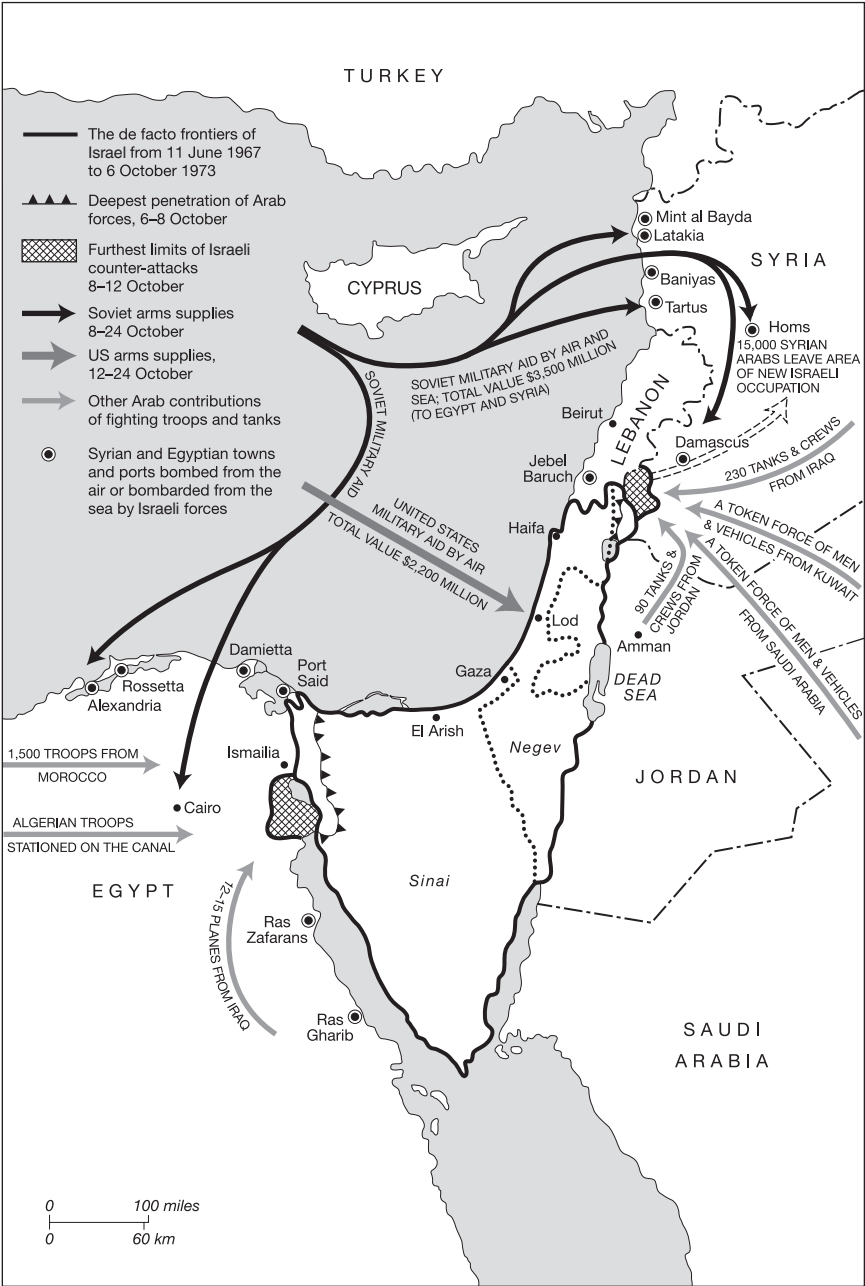 TURKEY
The de facto frontiers of
Israel from 11 June 1967
to 6 October 1973
Deepest penetration of Arab
forces, 6–8 October
Furthest limits of Israeli
counter-attacks
8–12 October
Soviet arms supplies
8–24 October
US arms supplies,
12–24 October
Other Arab contributions
of fighting troops and tanks
Syrian and Egyptian towns
and ports bombed from the
air or bombarded from the
sea by Israeli forces
CYPRUS
Mint al Bayda
Latakia
SYRIA
Baniyas
Tartus
Homs
15,000 SYRIAN
ARABS LEAVE AREA
OF NEW ISRAELI
OCCUPATION
SOVIET MILITARY AID BY AIR AND
SEA; TOTAL VALUE $3,500 MILLION
(TO EGYPT AND SYRIA)
SOVIET MILITARY AID
Beirut
LEBANON
Damascus
Jebel
Baruch
230 TANKS & CREWS
FROM IRAQ
A TOKEN FORCE OF MEN
& VEHICLES FROM KUWAIT
A TOKEN FORCE OF MEN & VEHICLES
FROM SAUDI ARABIA
90 TANKS &
CREWS FROM
JORDAN
UNITED STATES
MILITARY AID BY AIR
TOTAL VALUE $2,200 MILLION
Haifa
Lod
Amman
Damietta
Port
Said
Rossetta
Alexandria
Gaza
DEAD
SEA
El Arish
Negev
1,500 TROOPS FROM
MOROCCO
Ismailia
JORDAN
Cairo
ALGERIAN TROOPS
STATIONED ON THE CANAL
EGYPT
Sinai
12–15 PLANES FROM IRAQ
Ras
Zafarans
Ras
Gharib
SAUDI
ARABIA
0 100 miles
0 60 km